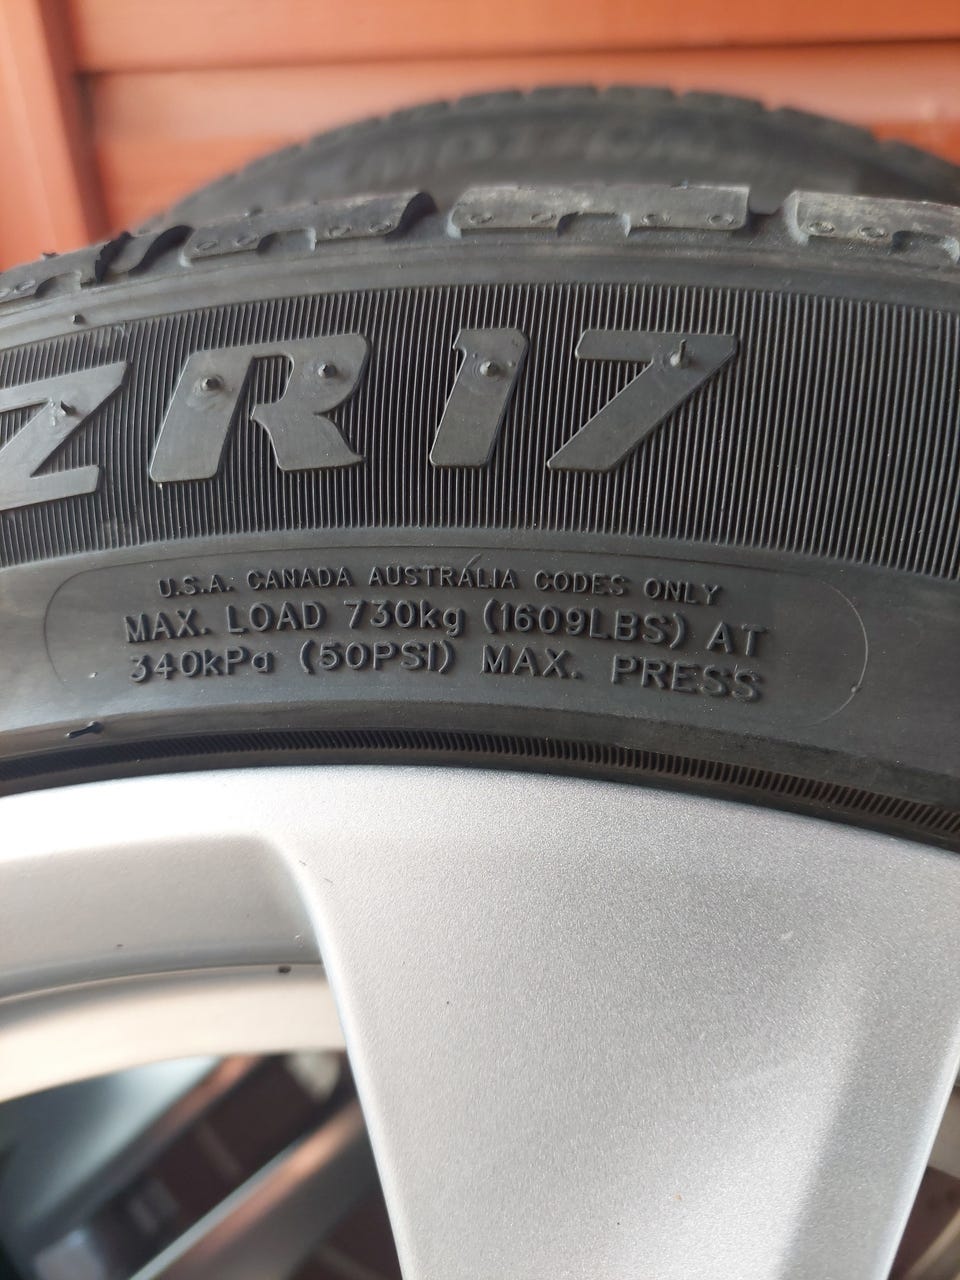 ZR17
U.S.A. CANADA AUSTRALIA CODES ONLY
MAX. LOAD 730kg (1609LBS) AT
340kPa (50PSI) MAX. PRESS